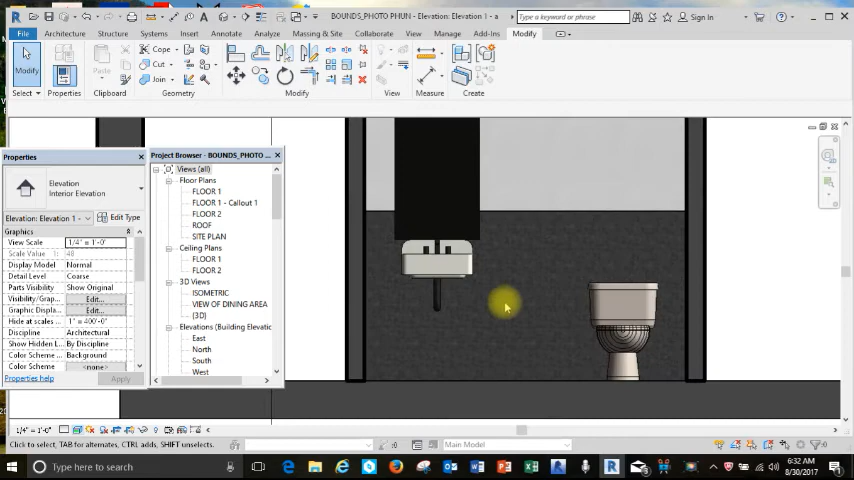 BOUNDS_PHOTO PHUN - Elevation: Elevation 1 - a
Type a keyword or phrase
Sign In
File Architecture Structure Systems Insert Annotate Analyze Massing & Site Collaborate View Manage Add-Ins Modify
Modify
Select
Properties
Paste
Clipboard
Cope
Cut
Join
Geometry
Modify
View
Measure
Create
Properties
Elevation
Interior Elevation
Elevation: Elevation 1 -
Edit Type
Graphics
View Scale 1/4" = 1'-0"
Scale Value 1: 48
Display Model Normal
Detail Level Coarse
Parts Visibility Show Original
Visibility/Grap... Edit...
Graphic Displa... Edit...
Hide at scales ... 1" = 400'-0"
Discipline Architectural
Show Hidden L... By Discipline
Color Scheme ... Background
Color Scheme <none>
Properties help
Apply
Project Browser - BOUNDS_PHOTO ...
Views (all)
Floor Plans
FLOOR 1
FLOOR 1 - Callout 1
FLOOR 2
ROOF
SITE PLAN
Ceiling Plans
FLOOR 1
FLOOR 2
3D Views
ISOMETRIC
VIEW OF DINING AREA
{3D}
Elevations (Building Elevatio
East
North
South
West
1/4" = 1'-0"
Click to select, TAB for alternates, CTRL adds, SHIFT unselects.
:0
Main Model
:0
Type here to search
6:32 AM
8/30/2017